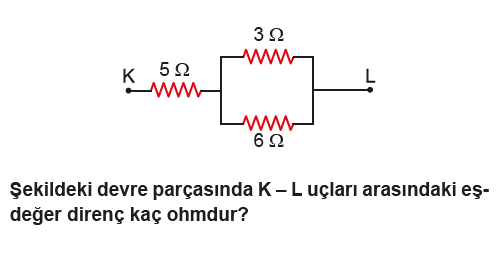 3 Ω
K 5 Ω L
6 Ω
Şekildeki devre parçasında K – L uçları arasındaki eş-
değer direnç kaç ohmdur?